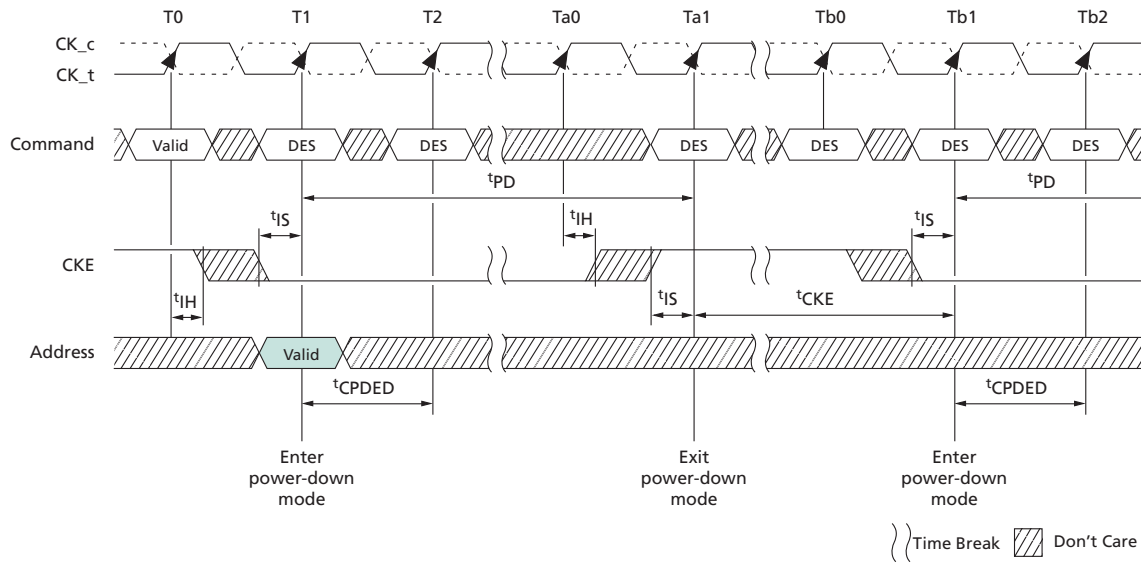 T0 T1 T2 Ta0 Ta1 Tb0 Tb1 Tb2
CK_c
CK_t
Command Valid DES DES DES DES DES DES
tPD tPD
tIS tIH tIS
CKE
tIH tIS tCKE
Address Valid
tCPDED tCPDED
Enter power-down mode
Exit power-down mode
Enter power-down mode
Time Break Don't Care